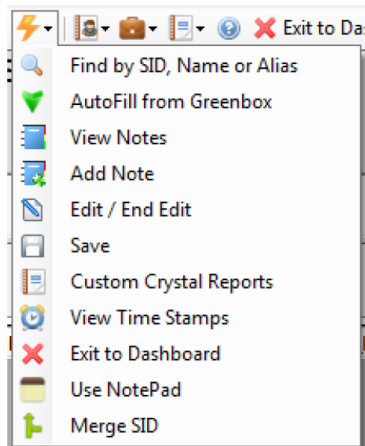 Exit to Da
Find by SID, Name or Alias
AutoFill from Greenbox
View Notes
Add Note
Edit / End Edit
Save
Custom Crystal Reports
View Time Stamps
Exit to Dashboard
Use NotePad
Merge SID